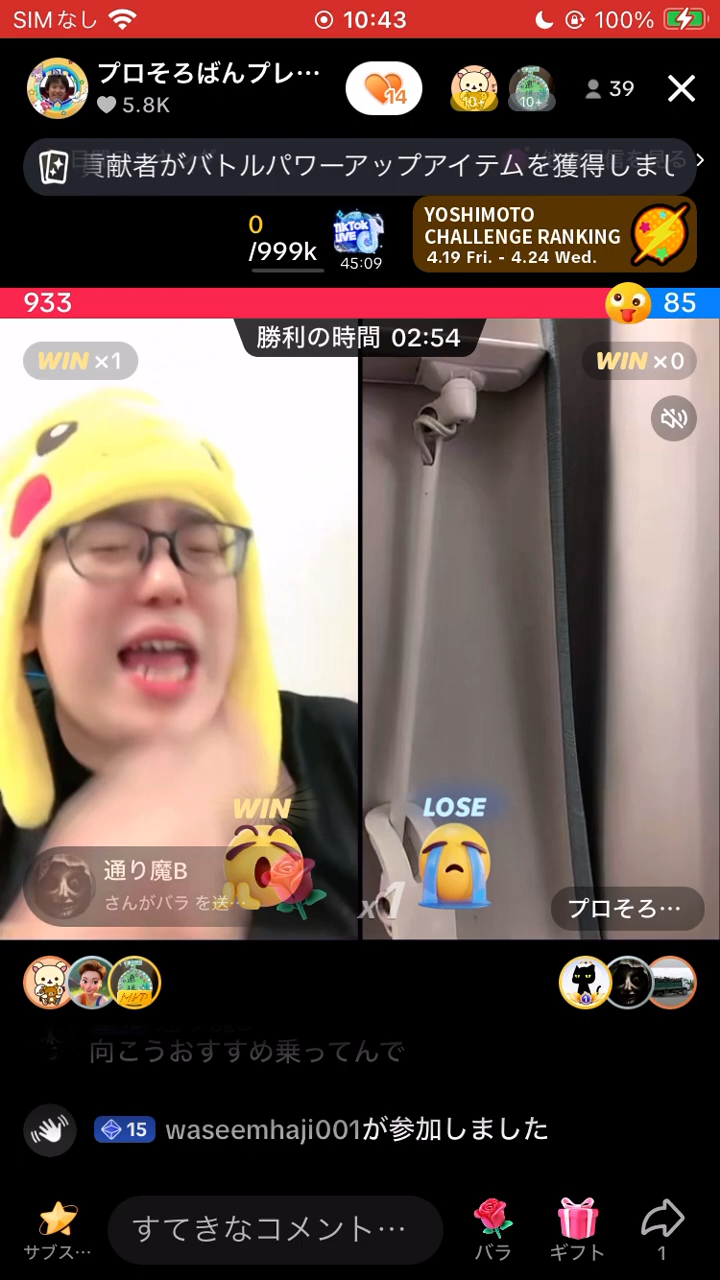 SIMなし
10:43
100%
プロそろばんプレ…
5.8K
14
10+
10+
39
貢献者がバトルパワーアップアイテムを獲得しまし
0
/999k
TIKTOK LIVE
45:09
YOSHIMOTO
CHALLENGE RANKING
4.19 Fri. - 4.24 Wed.
933
85
勝利の時間 02:54
WIN ×1
WIN ×0
WIN
LOSE
通り魔B
さんがバラ を送…
x1
プロそろ…
MVP
1
向こうおすすめ乗ってんで
15
waseemhaji001が参加しました
サブス…
すてきなコメント…
バラ
ギフト
1